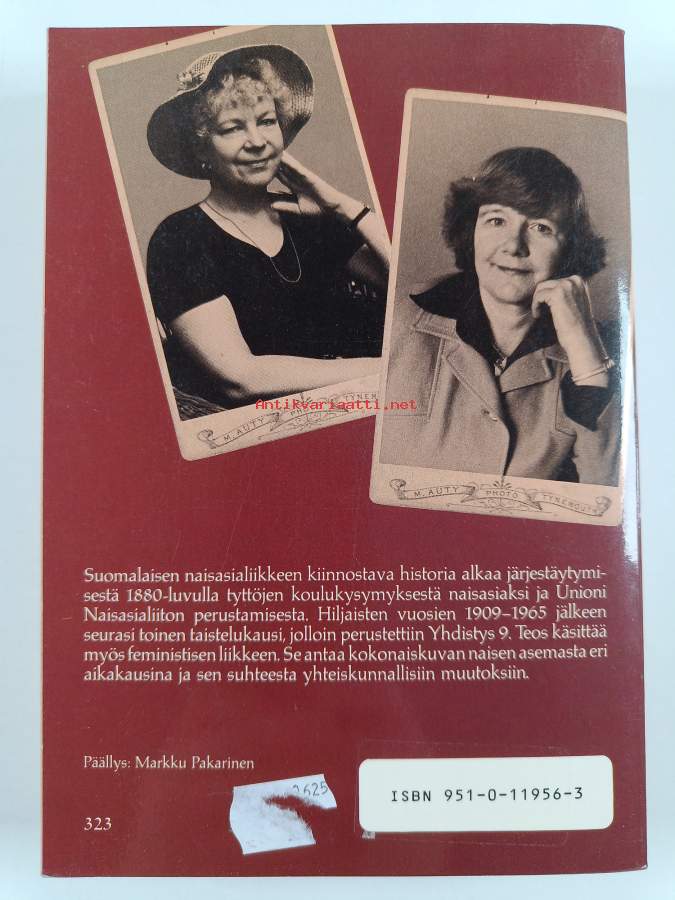 Antikvariaatti.net
M. AUTY PHOTO TYNEM
M. AUTY PHOTO TYNEMOUTH
Suomalaisen naisasialiikkeen kiinnostava historia alkaa järjestäytymi-
sestä 1880-luvulla tyttöjen koulukysymyksestä naisasiaksi ja Unioni
Naisasialiiton perustamisesta. Hiljaisten vuosien 1909–1965 jälkeen
seurasi toinen taistelukausi, jolloin perustettiin Yhdistys 9. Teos käsittää
myös feministisen liikkeen. Se antaa kokonaiskuvan naisen asemasta eri
aikakausina ja sen suhteesta yhteiskunnallisiin muutoksiin.
Päällys: Markku Pakarinen
ISBN 951-0-11956-3
323